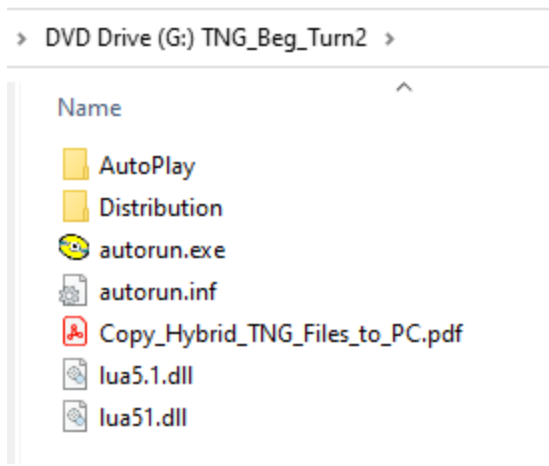 DVD Drive (G:) TNG_Beg_Turn2
Name
AutoPlay
Distribution
autorun.exe
autorun.inf
Copy_Hybrid_TNG_Files_to_PC.pdf
lua5.1.dll
lua51.dll